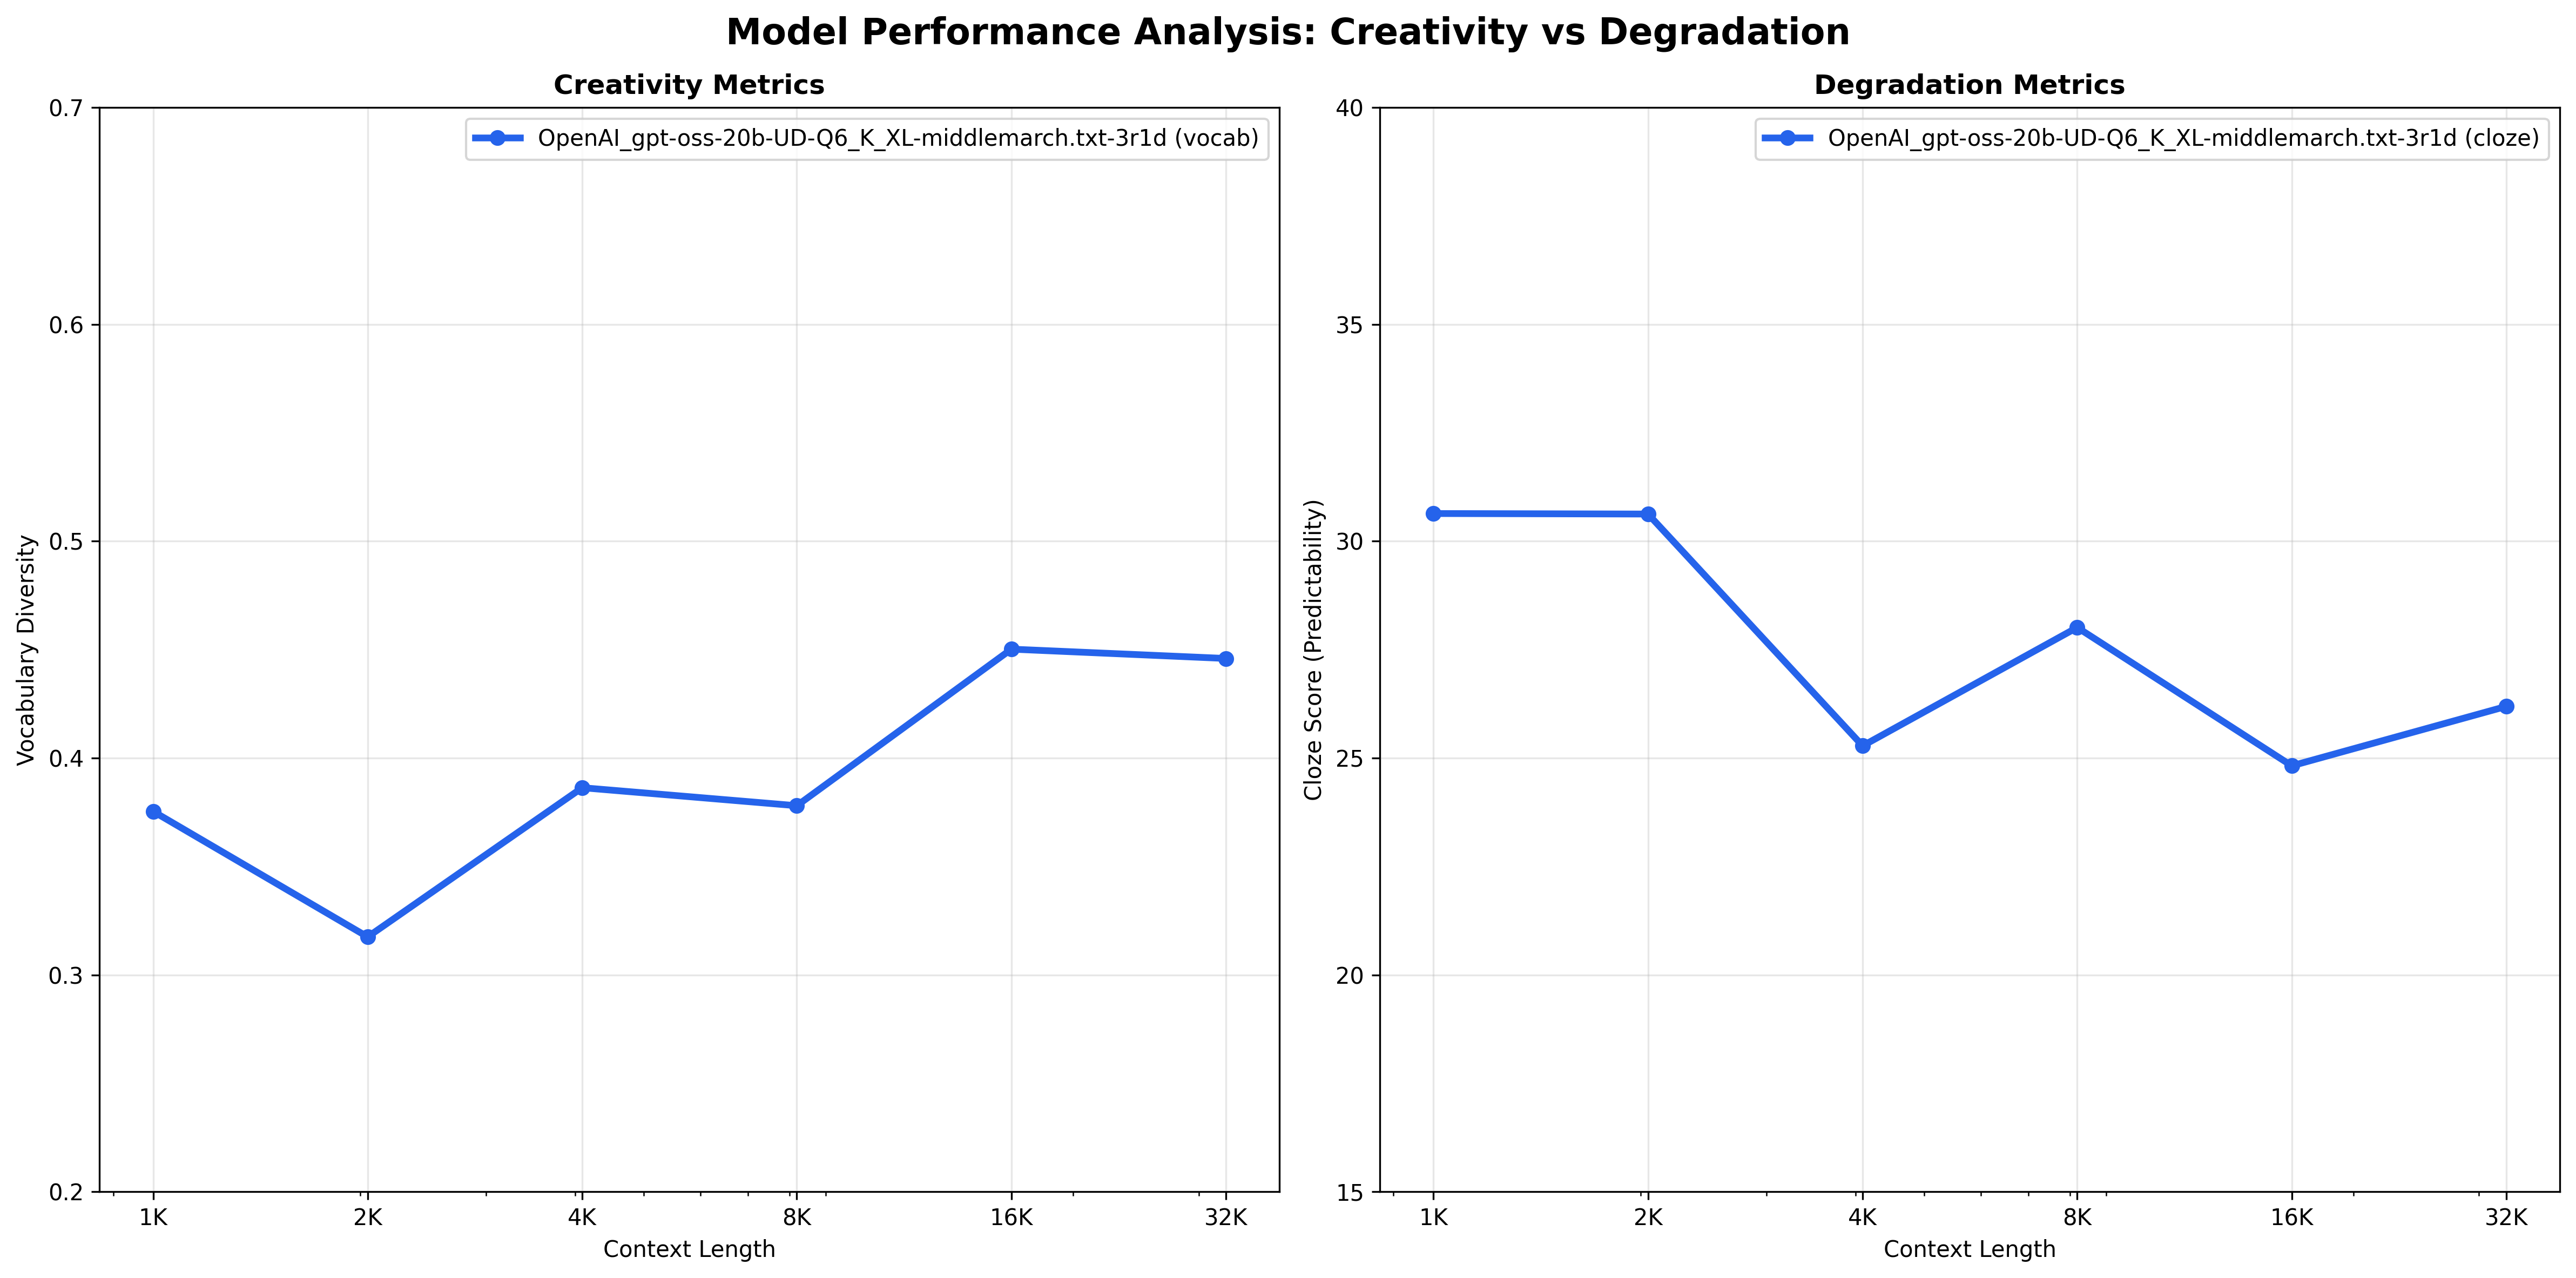 Model Performance Analysis: Creativity vs Degradation
Creativity Metrics
OpenAI_gpt-oss-20b-UD-Q6_K_XL-middlemarch.txt-3r1d (vocab)
Vocabulary Diversity
0.7
0.6
0.5
0.4
0.3
0.2
1K 2K 4K 8K 16K 32K
Context Length
Degradation Metrics
OpenAI_gpt-oss-20b-UD-Q6_K_XL-middlemarch.txt-3r1d (cloze)
Cloze Score (Predictability)
40
35
30
25
20
15
1K 2K 4K 8K 16K 32K
Context Length